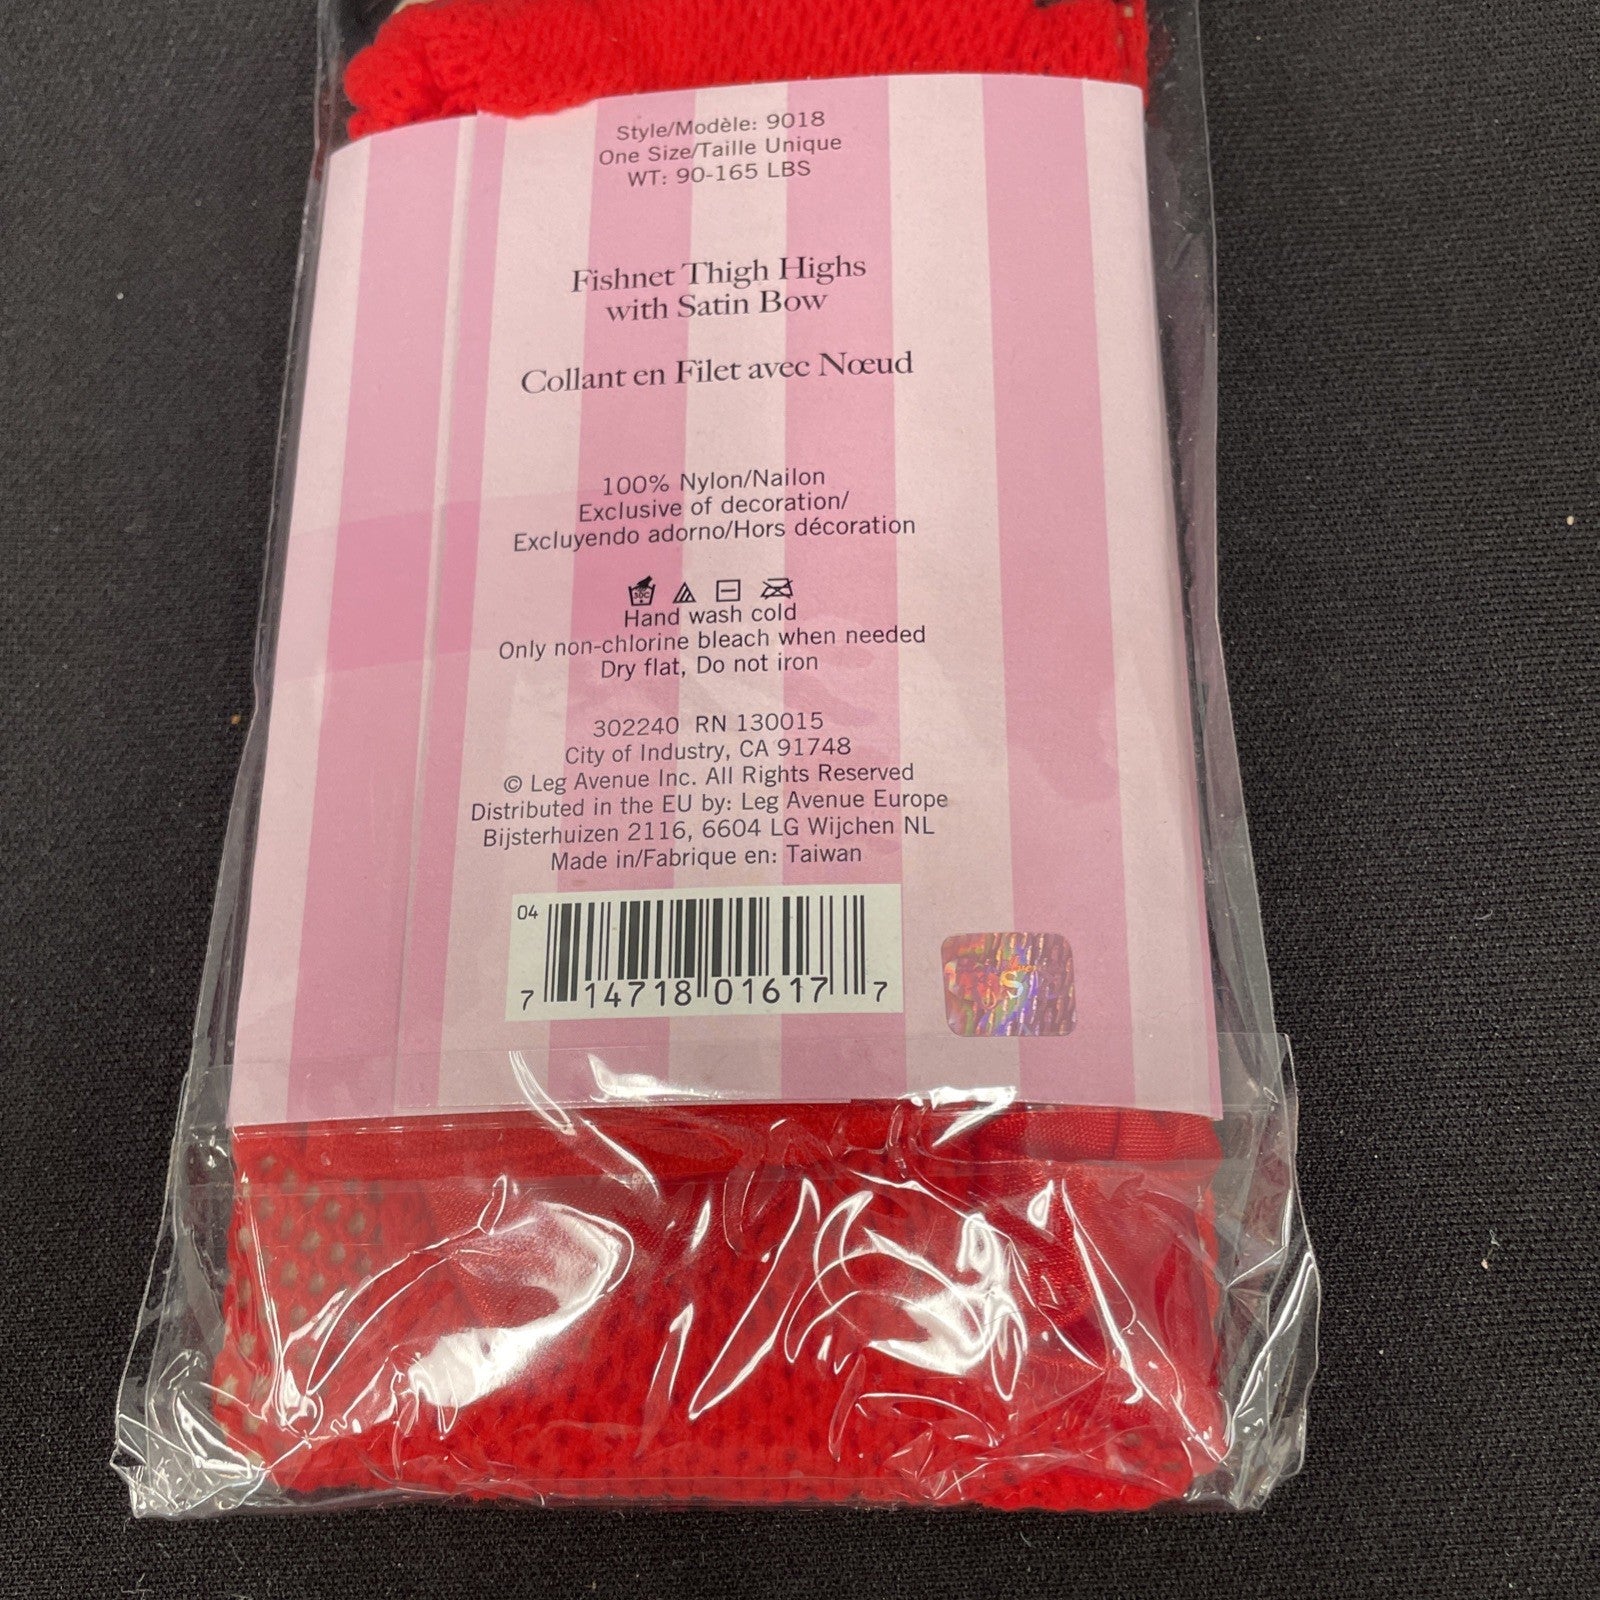 Style/Modèle: 9018
One Size/Taille Unique
WT: 90-165 LBS
Fishnet Thigh Highs
with Satin Bow
Collant en Filet avec Nœud
100% Nylon/Nailon
Exclusive of decoration/
Excluyendo adorno/Hors décoration
30C
Hand wash cold
Only non-chlorine bleach when needed
Dry flat, Do not iron
302240 RN 130015
City of Industry, CA 91748
© Leg Avenue Inc. All Rights Reserved
Distributed in the EU by: Leg Avenue Europe
Bijsterhuizen 2116, 6604 LG Wijchen NL
Made in/Fabrique en: Taiwan
04
7 14718 01617 7